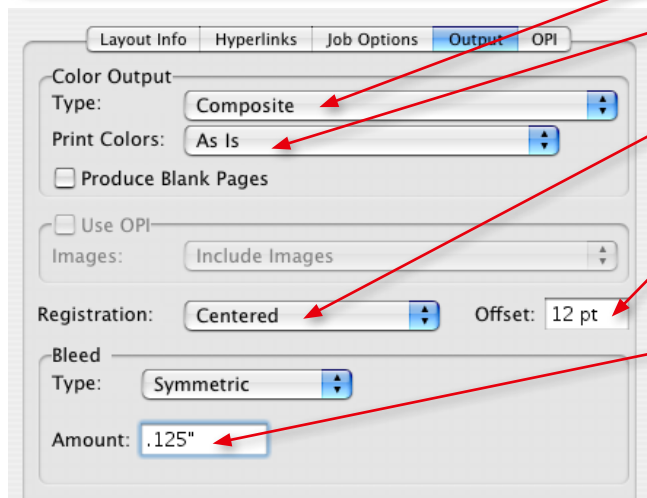 Layout Info Hyperlinks Job Options Output OPI
Color Output
Type: Composite
Print Colors: As Is
Produce Blank Pages
Use OPI
Images: Include Images
Registration: Centered Offset: 12 pt
Bleed
Type: Symmetric
Amount: .125"